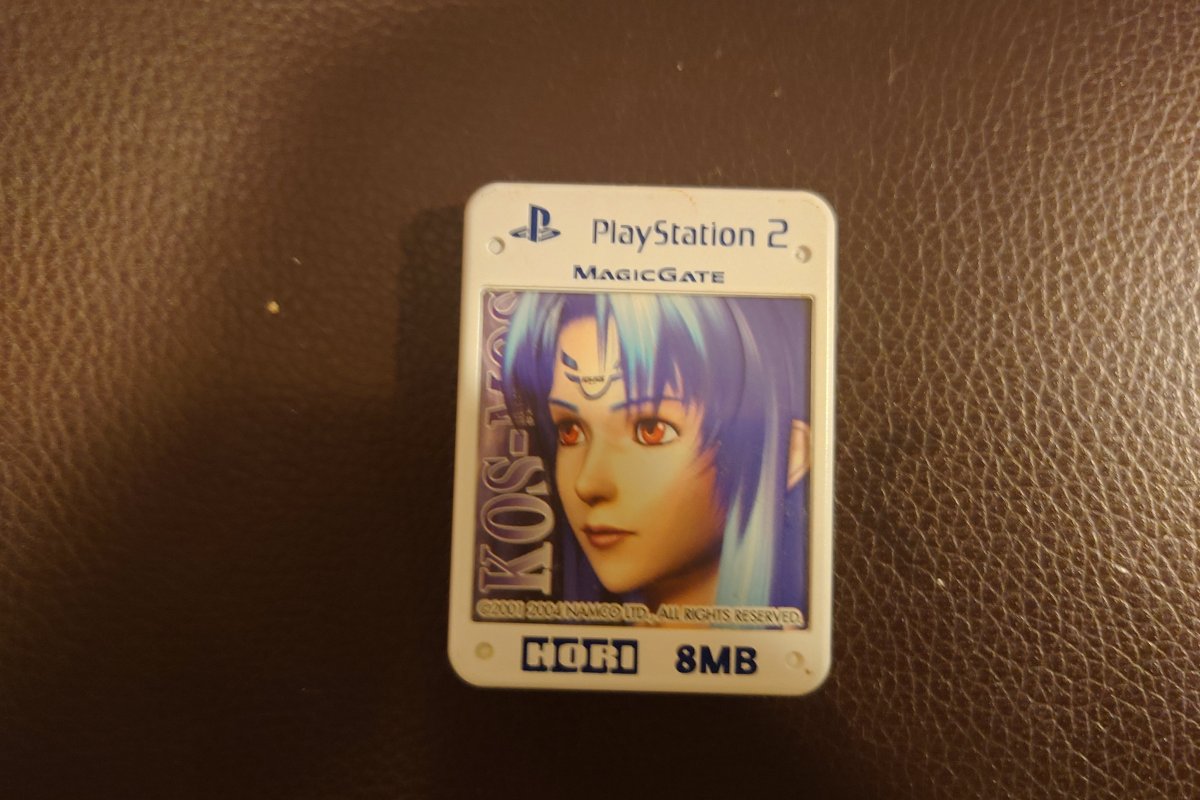 PlayStation 2
MAGICGATE
KOS-MOS
©2001 2004 NAMCO LTD., ALL RIGHTS RESERVED.
HORI 8MB